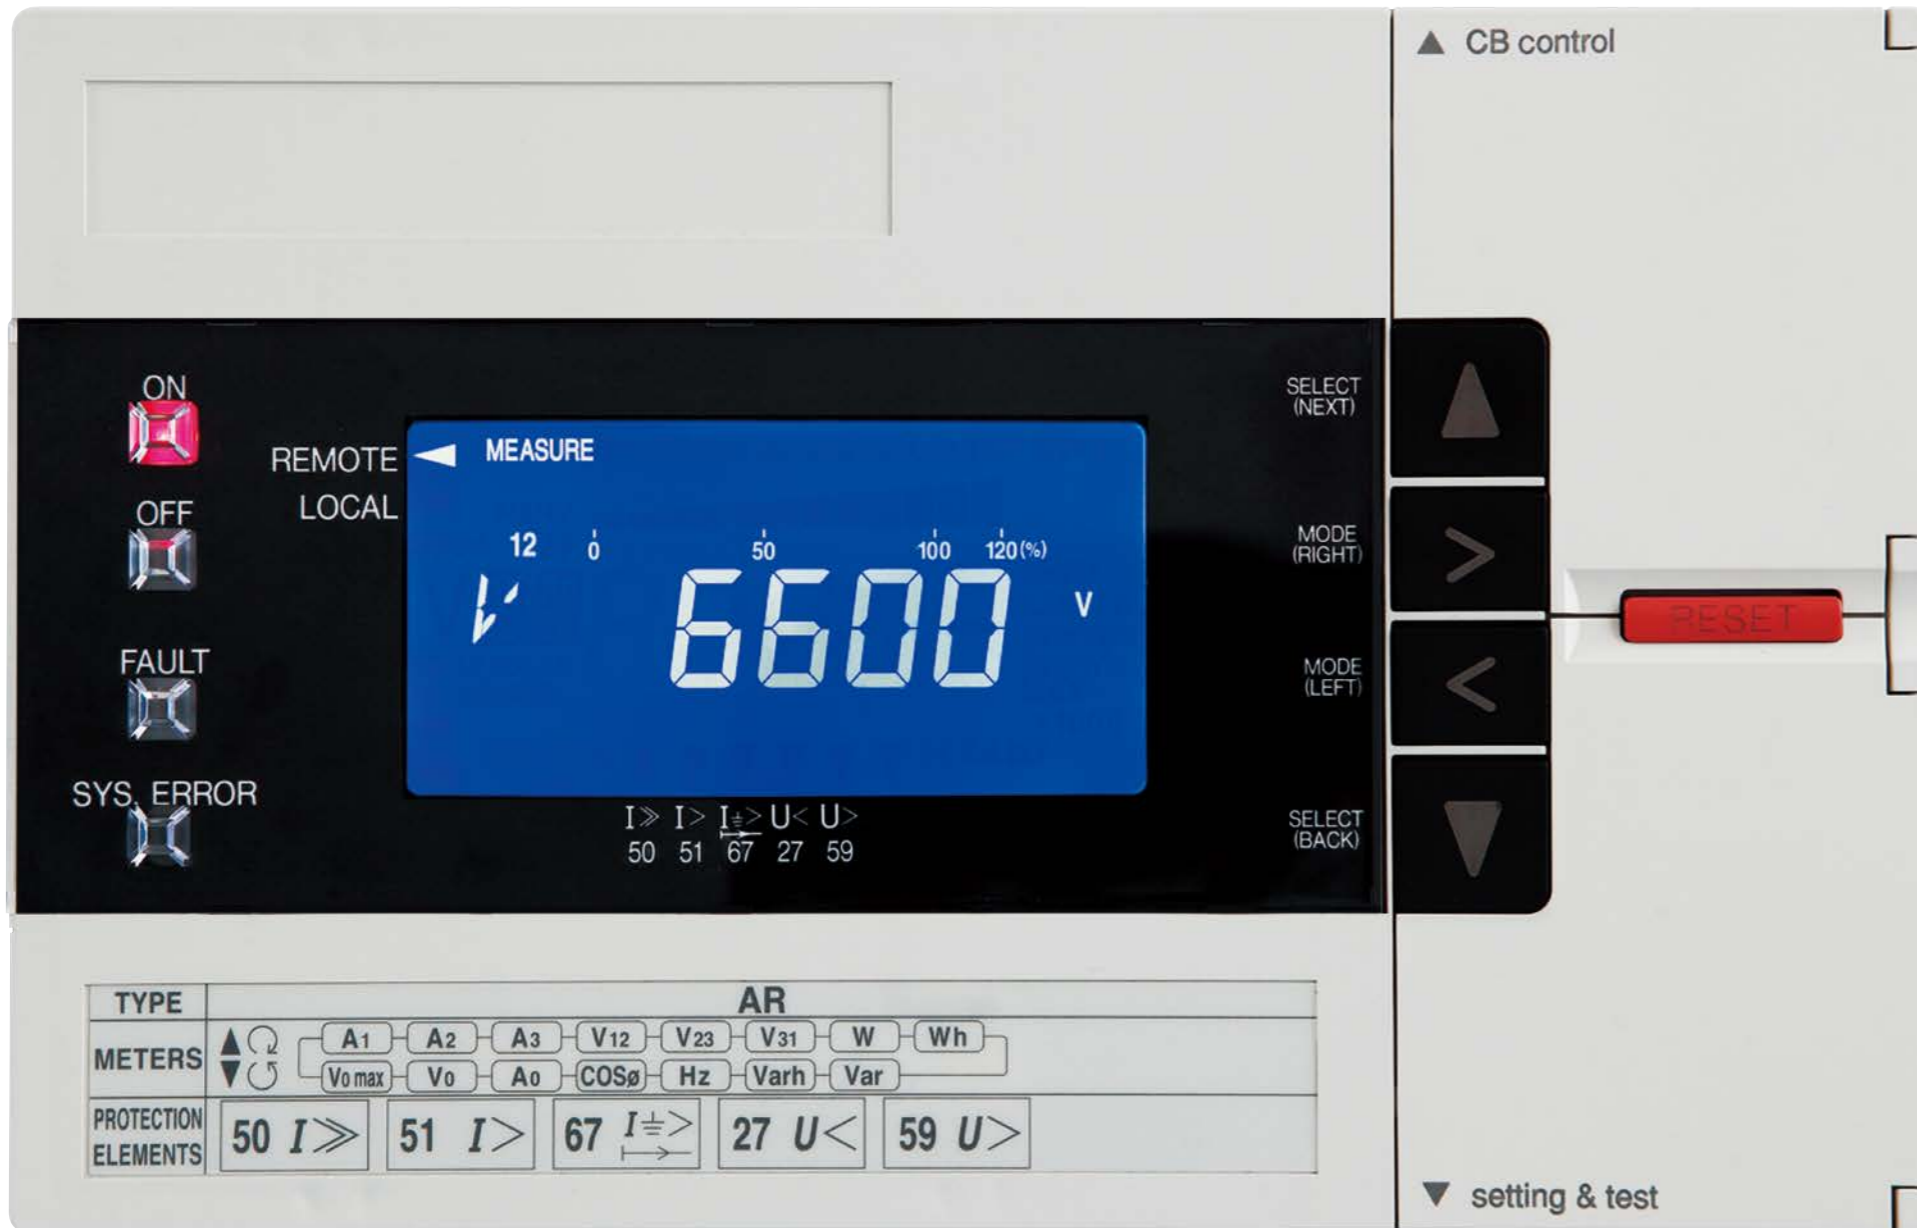 ▲ CB control
ON
OFF
FAULT
SYS. ERROR
REMOTE
LOCAL
◀ MEASURE
12 0 50 100 120(%)
V 6600 V
I≫ I> I⏚> U< U>
50 51 67 27 59
SELECT
(NEXT)
MODE
(RIGHT)
>
MODE
(LEFT)
<
SELECT
(BACK)
RESET
TYPE AR
METERS A1 A2 A3 V12 V23 V31 W Wh
Vo max Vo Ao COSø Hz Varh Var
PROTECTION
ELEMENTS
50 I≫ 51 I> 67 I⏚> 27 U< 59 U>
▼ setting & test